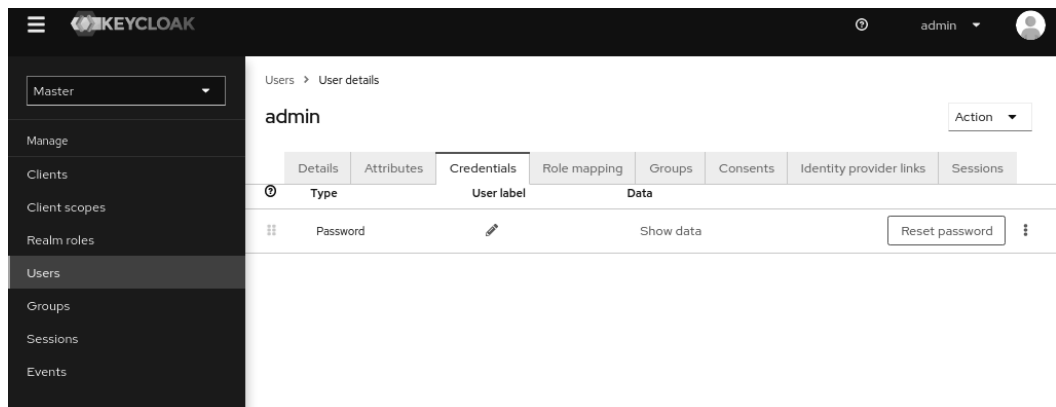 KEYCLOAK
admin
Master
Manage
Clients
Client scopes
Realm roles
Users
Groups
Sessions
Events
Users > User details
admin
Action
Details Attributes Credentials Role mapping Groups Consents Identity provider links Sessions
Type User label Data
Password Show data Reset password